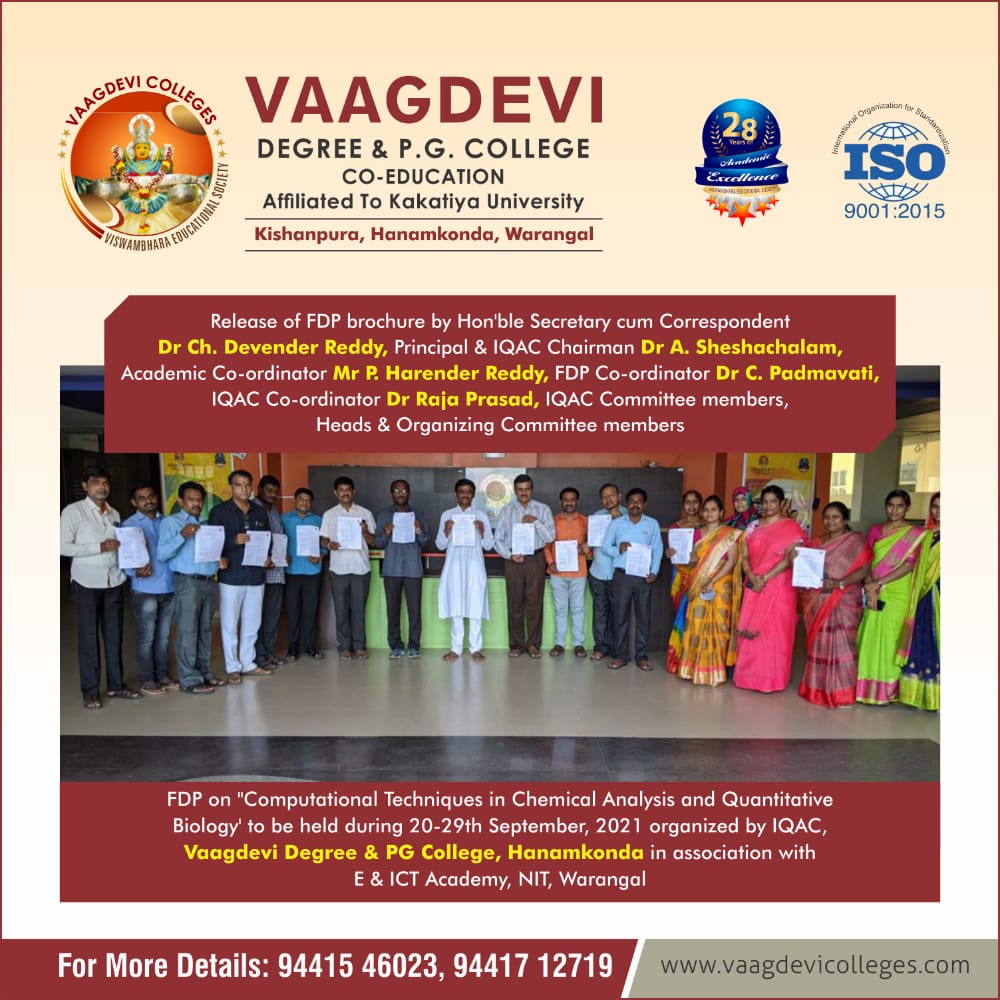 VAAGDEVI COLLEGES
VISWAMBHARA EDUCATIONAL SOCIETY
VAAGDEVI
DEGREE & P.G. COLLEGE
CO-EDUCATION
Affiliated To Kakatiya University
Kishanpura, Hanamkonda, Warangal
28
Years of
Academic
Excellence
VISWAMBHARA EDUCATIONAL SOCIETY
International Organization for Standardization
ISO
9001:2015
Release of FDP brochure by Hon'ble Secretary cum Correspondent
Dr Ch. Devender Reddy, Principal & IQAC Chairman Dr A. Sheshachalam,
Academic Co-ordinator Mr P. Harender Reddy, FDP Co-ordinator Dr C. Padmavati,
IQAC Co-ordinator Dr Raja Prasad, IQAC Committee members,
Heads & Organizing Committee members
VAAGDEVI
FDP on "Computational Techniques in Chemical Analysis and Quantitative
Biology' to be held during 20-29th September, 2021 organized by IQAC,
Vaagdevi Degree & PG College, Hanamkonda in association with
E & ICT Academy, NIT, Warangal
For More Details: 94415 46023, 94417 12719
www.vaagdevicolleges.com